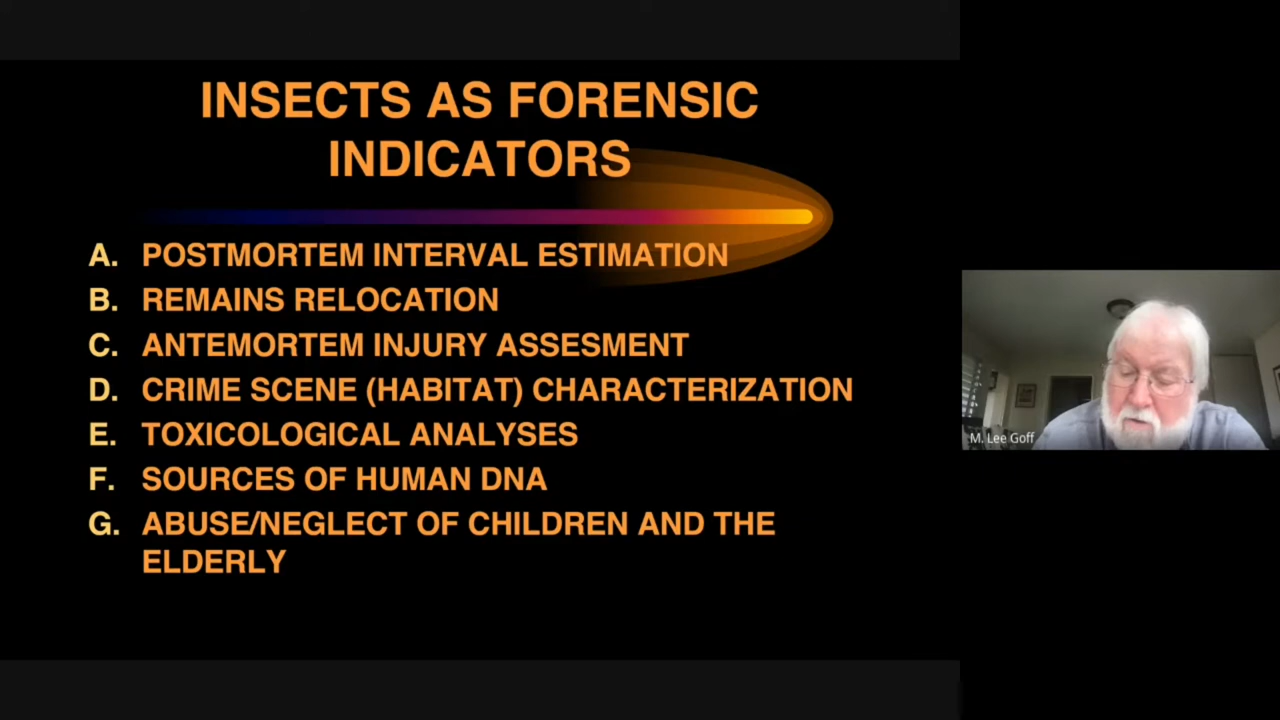 INSECTS AS FORENSIC
INDICATORS
A. POSTMORTEM INTERVAL ESTIMATION
B. REMAINS RELOCATION
C. ANTEMORTEM INJURY ASSESMENT
D. CRIME SCENE (HABITAT) CHARACTERIZATION
E. TOXICOLOGICAL ANALYSES
F. SOURCES OF HUMAN DNA
G. ABUSE/NEGLECT OF CHILDREN AND THE
ELDERLY
M. Lee Goff